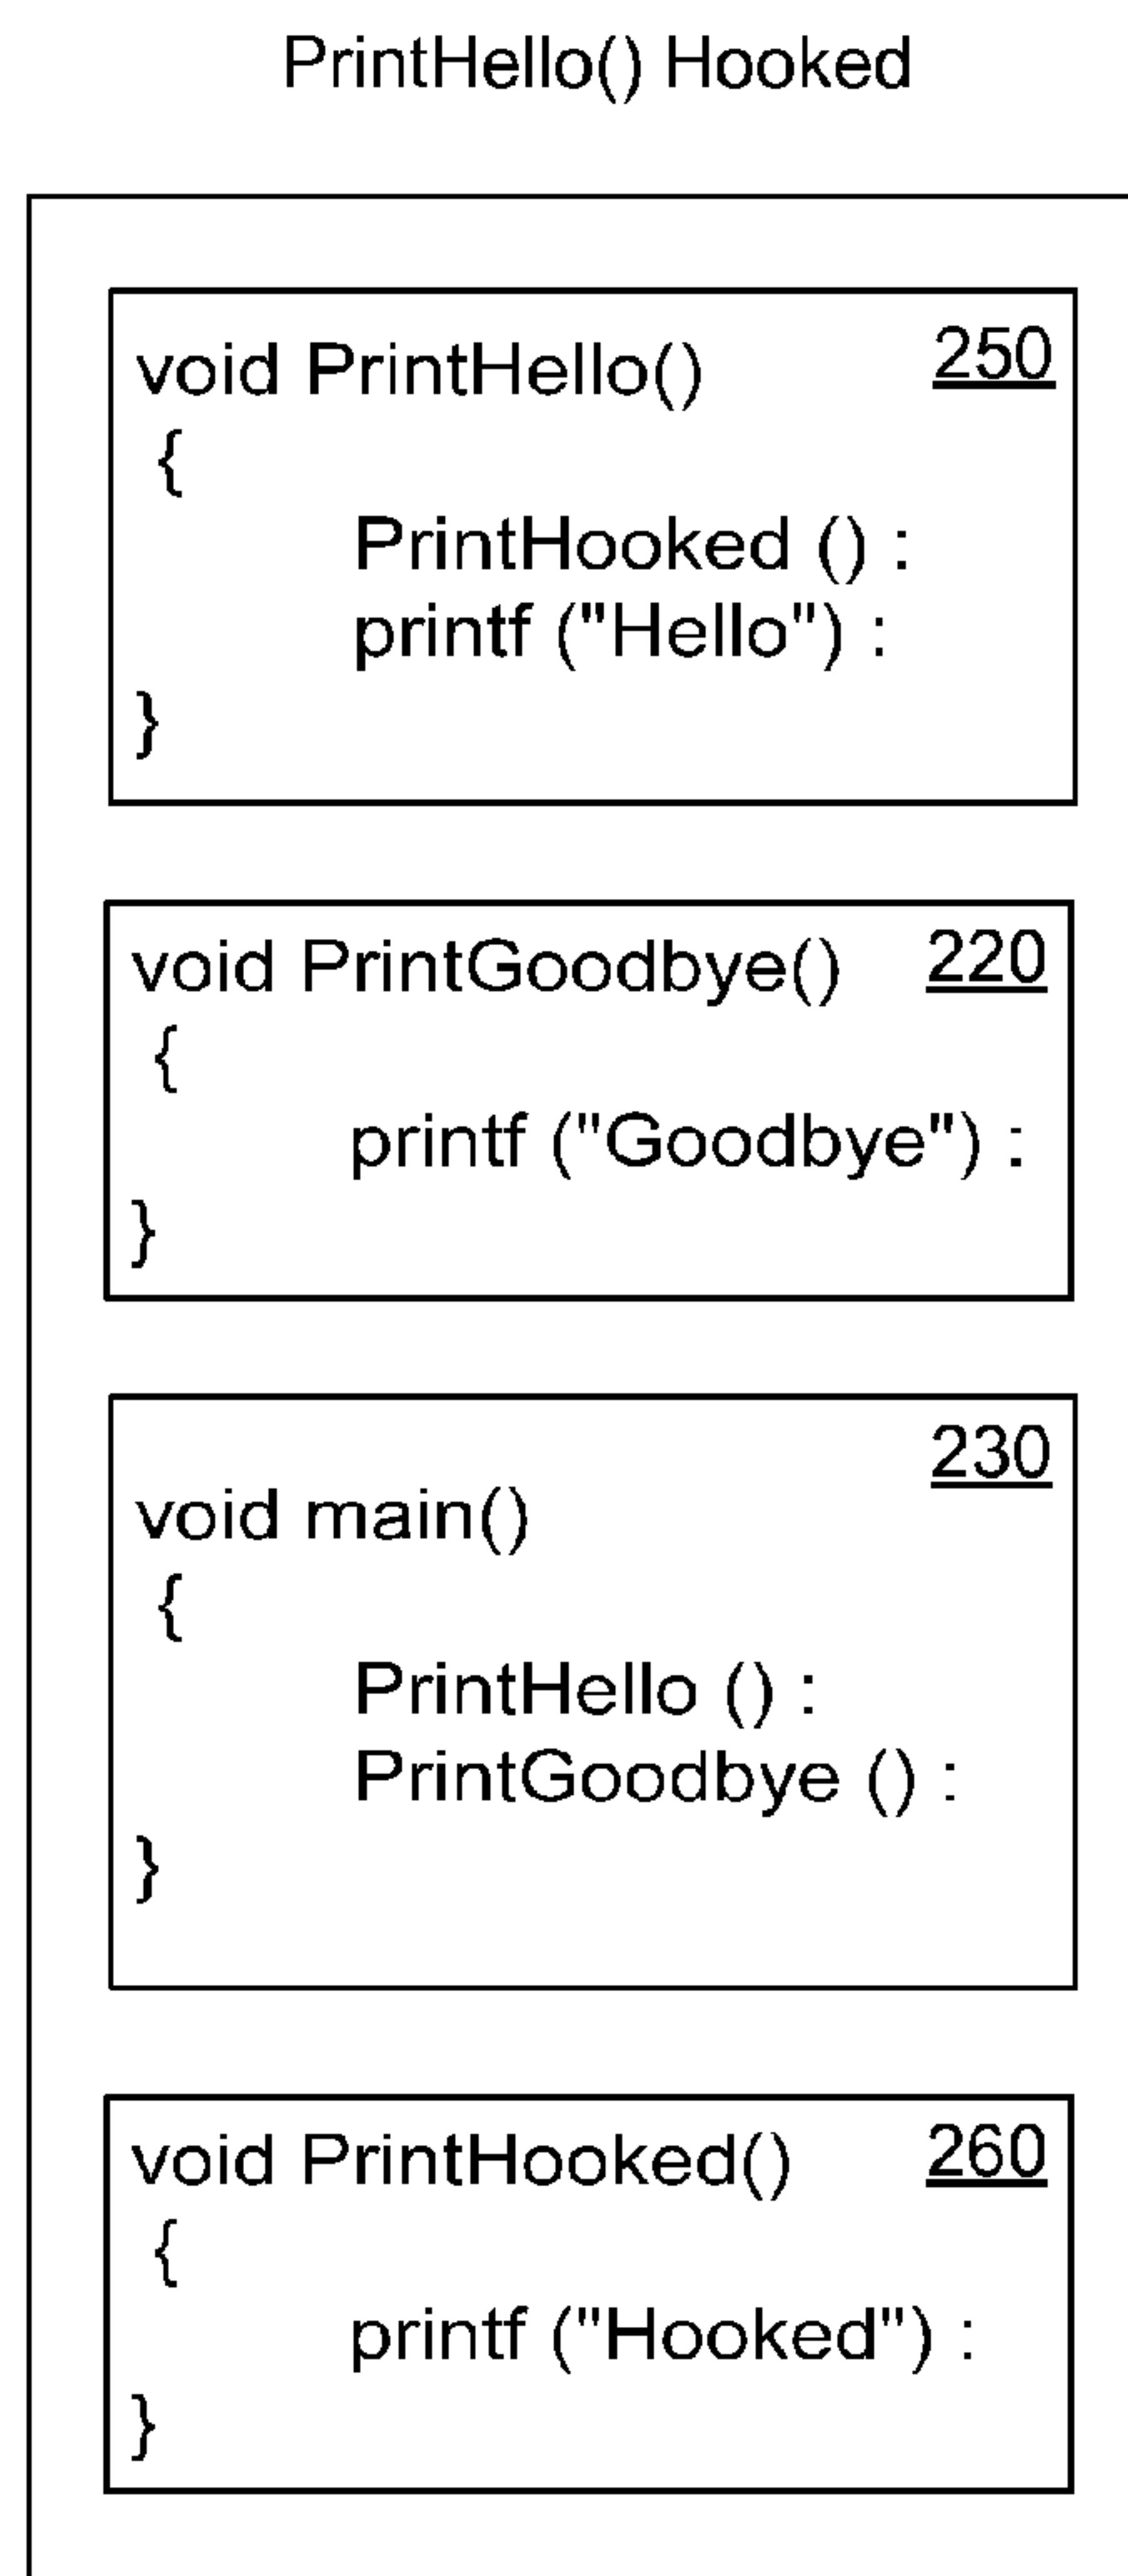 PrintHello() Hooked
void PrintHello() 250
{
PrintHooked () :
printf ("Hello") :
}
void PrintGoodbye() 220
{
printf ("Goodbye") :
}
230
void main()
{
PrintHello () :
PrintGoodbye () :
}
void PrintHooked() 260
{
printf ("Hooked") :
}